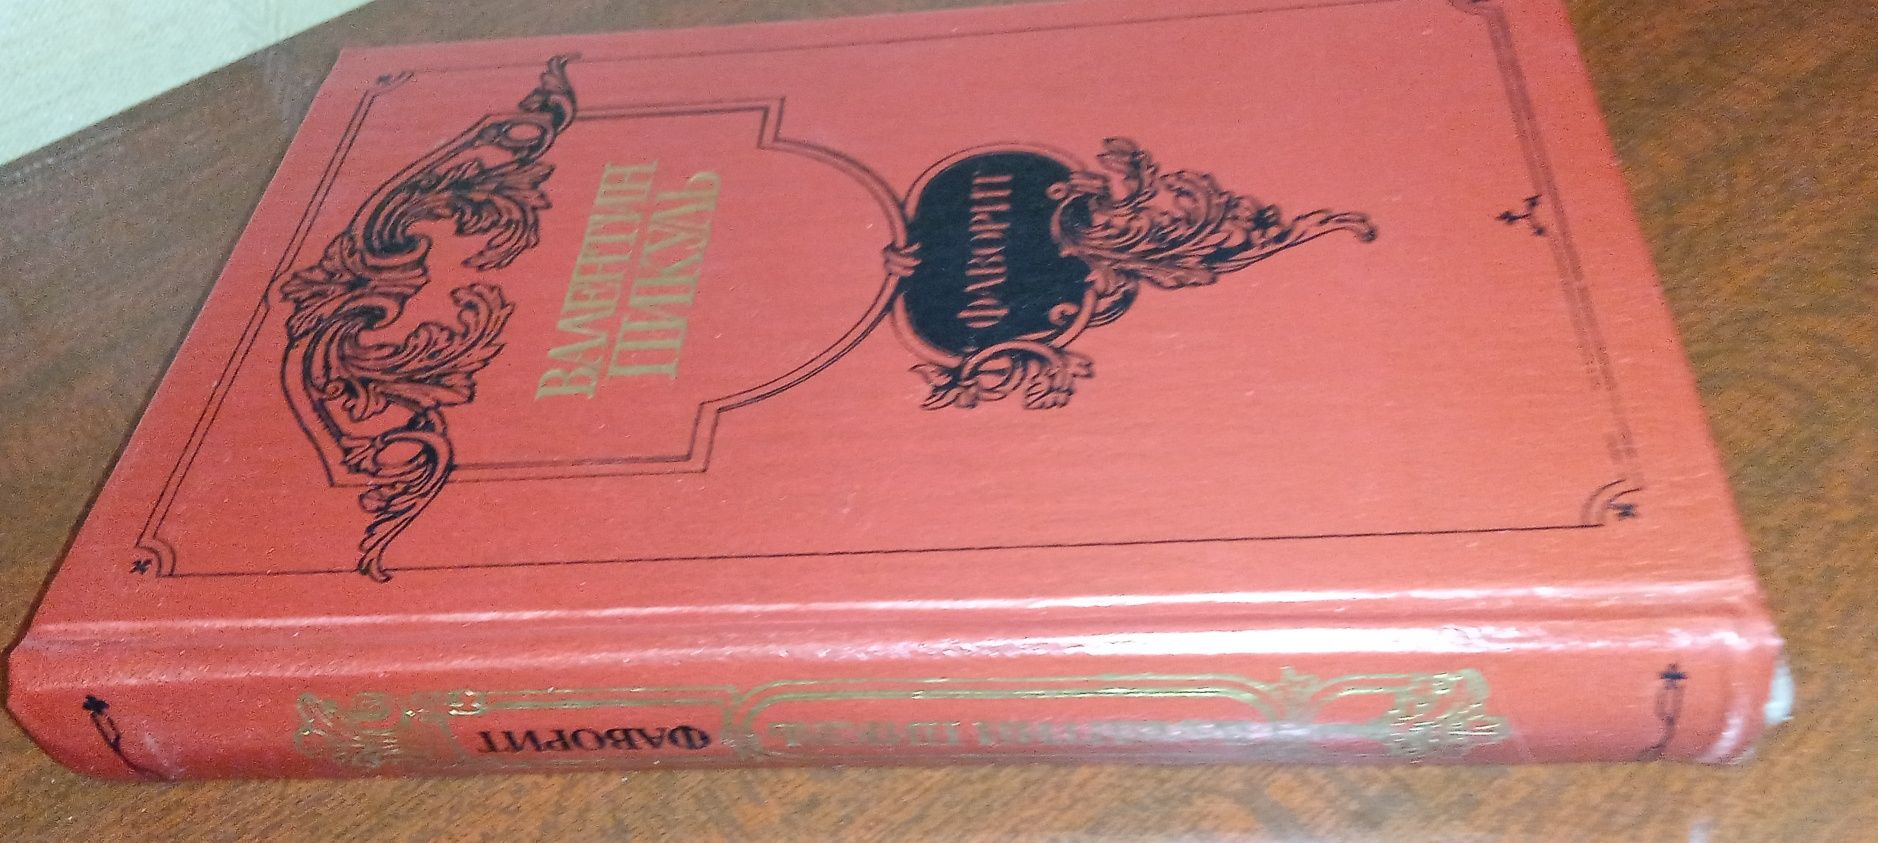 ВАЛЕНТИН
ПИКУЛЬ
ФАВОРИТ
ВАЛЕНТИН ПИКУЛЬ
ФАВОРИТ